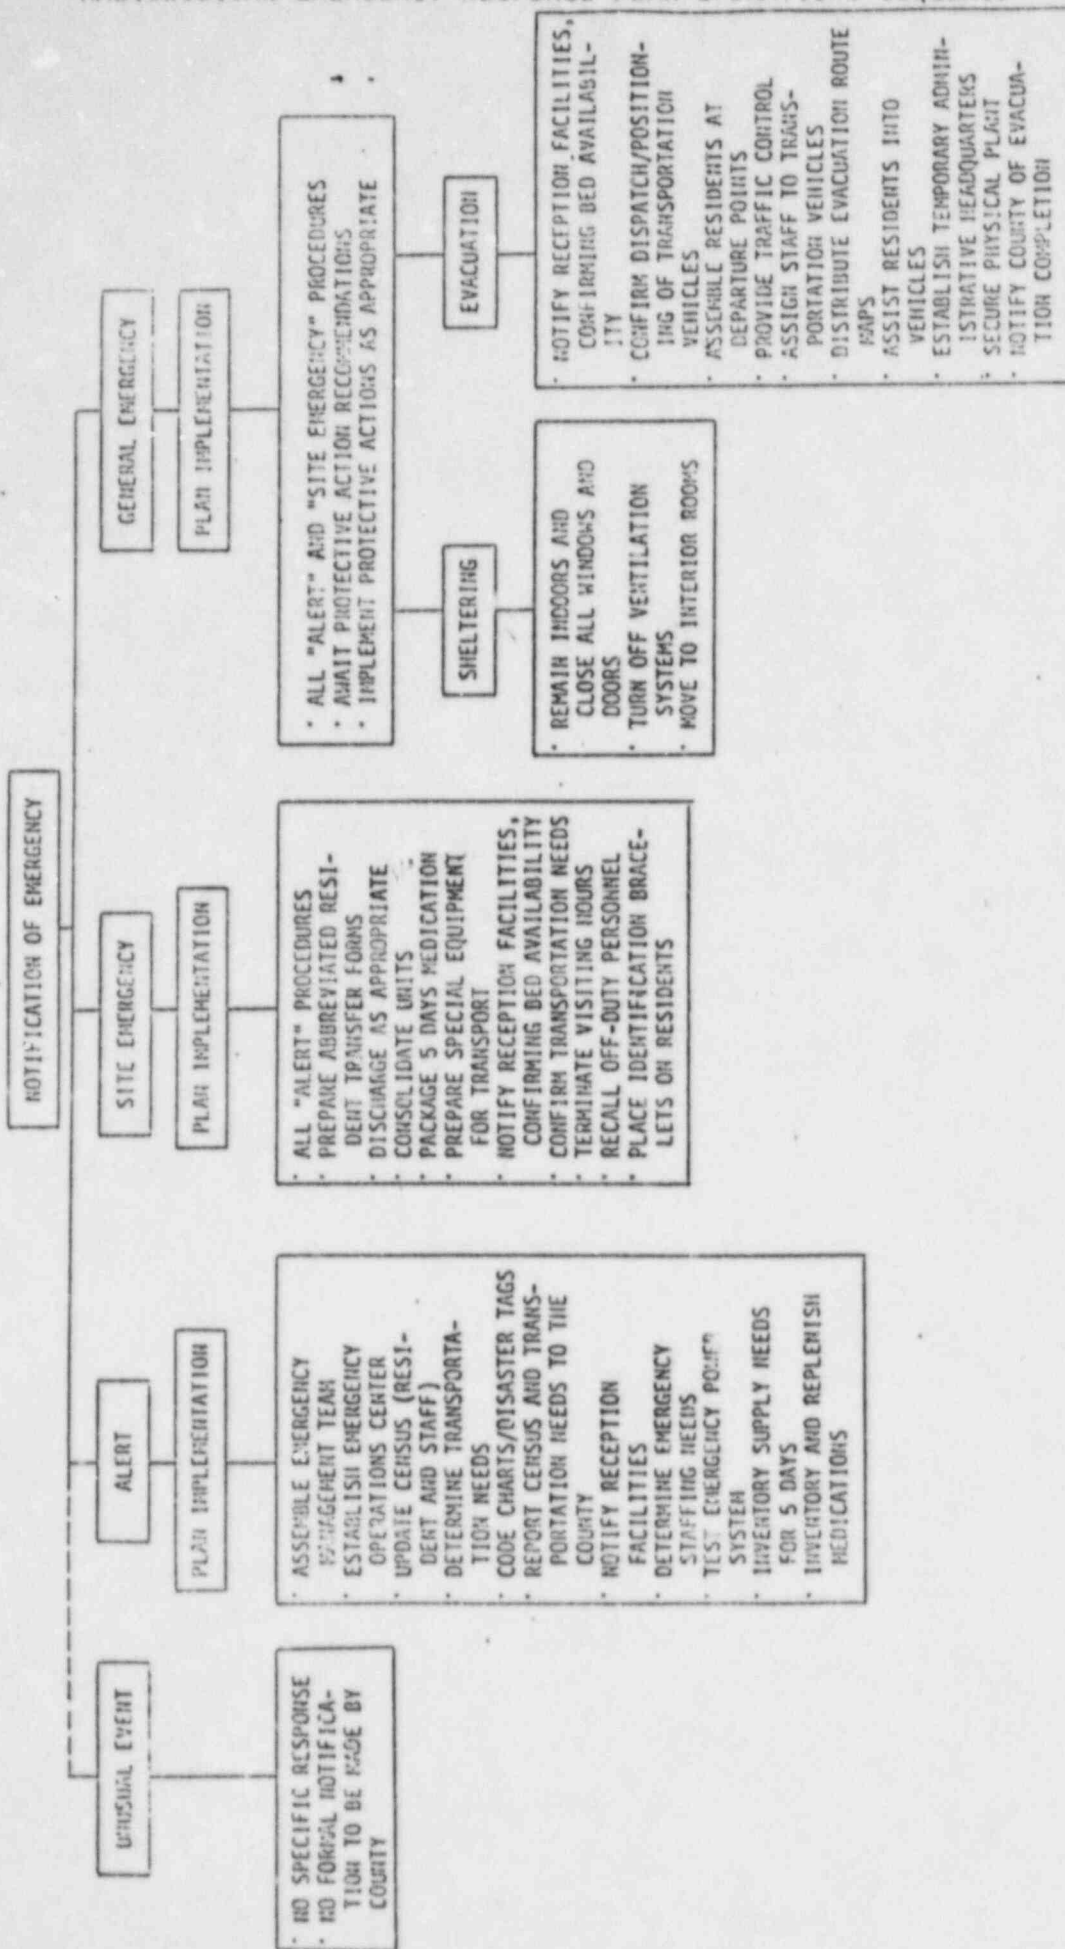 NOTIFICATION OF EMERGENCY
UNUSUAL EVENT
· NO SPECIFIC RESPONSE
· NO FORMAL NOTIFICA-
TION TO BE MADE BY
COUNTY
ALERT
PLAN IMPLEMENTATION
· ASSEMBLE EMERGENCY
MANAGEMENT TEAM
· ESTABLISH EMERGENCY
OPERATIONS CENTER
· UPDATE CENSUS (RESI-
DENT AND STAFF)
· DETERMINE TRANSPORTA-
TION NEEDS
· CODE CHARTS/DISASTER TAGS
· REPORT CENSUS AND TRANS-
PORTATION NEEDS TO THE
COUNTY
· NOTIFY RECEPTION
FACILITIES
· DETERMINE EMERGENCY
STAFFING NEEDS
· TEST EMERGENCY POWER
SYSTEM
· INVENTORY SUPPLY NEEDS
FOR 5 DAYS
· INVENTORY AND REPLENISH
MEDICATIONS
SITE EMERGENCY
PLAN IMPLEMENTATION
· ALL "ALERT" PROCEDURES
· PREPARE ABBREVIATED RESI-
DENT TRANSFER FORMS
· DISCHARGE AS APPROPRIATE
· CONSOLIDATE UNITS
· PACKAGE 5 DAYS MEDICATION
· PREPARE SPECIAL EQUIPMENT
FOR TRANSPORT
· NOTIFY RECEPTION FACILITIES,
CONFIRMING BED AVAILABILITY
· CONFIRM TRANSPORTATION NEEDS
· TERMINATE VISITING HOURS
· RECALL OFF-DUTY PERSONNEL
· PLACE IDENTIFICATION BRACE-
LETS ON RESIDENTS
GENERAL EMERGENCY
PLAN IMPLEMENTATION
· ALL "ALERT" AND "SITE EMERGENCY" PROCEDURES
· AWAIT PROTECTIVE ACTION RECOMMENDATIONS
· IMPLEMENT PROTECTIVE ACTIONS AS APPROPRIATE
SHELTERING
· REMAIN INDOORS AND
CLOSE ALL WINDOWS AND
DOORS
· TURN OFF VENTILATION
SYSTEMS
· MOVE TO INTERIOR ROOMS
EVACUATION
· NOTIFY RECEPTION FACILITIES,
CONFIRMING BED AVAILABIL-
ITY
· CONFIRM DISPATCH/POSITION-
ING OF TRANSPORTATION
VEHICLES
· ASSEMBLE RESIDENTS AT
DEPARTURE POINTS
· PROVIDE TRAFFIC CONTROL
· ASSIGN STAFF TO TRANS-
PORTATION VEHICLES
· DISTRIBUTE EVACUATION ROUTE
MAPS
· ASSIST RESIDENTS INTO
VEHICLES
· ESTABLISH TEMPORARY ADMIN-
ISTRATIVE HEADQUARTERS
· SECURE PHYSICAL PLANT
· NOTIFY COUNTY OF EVACUA-
TION COMPLETION